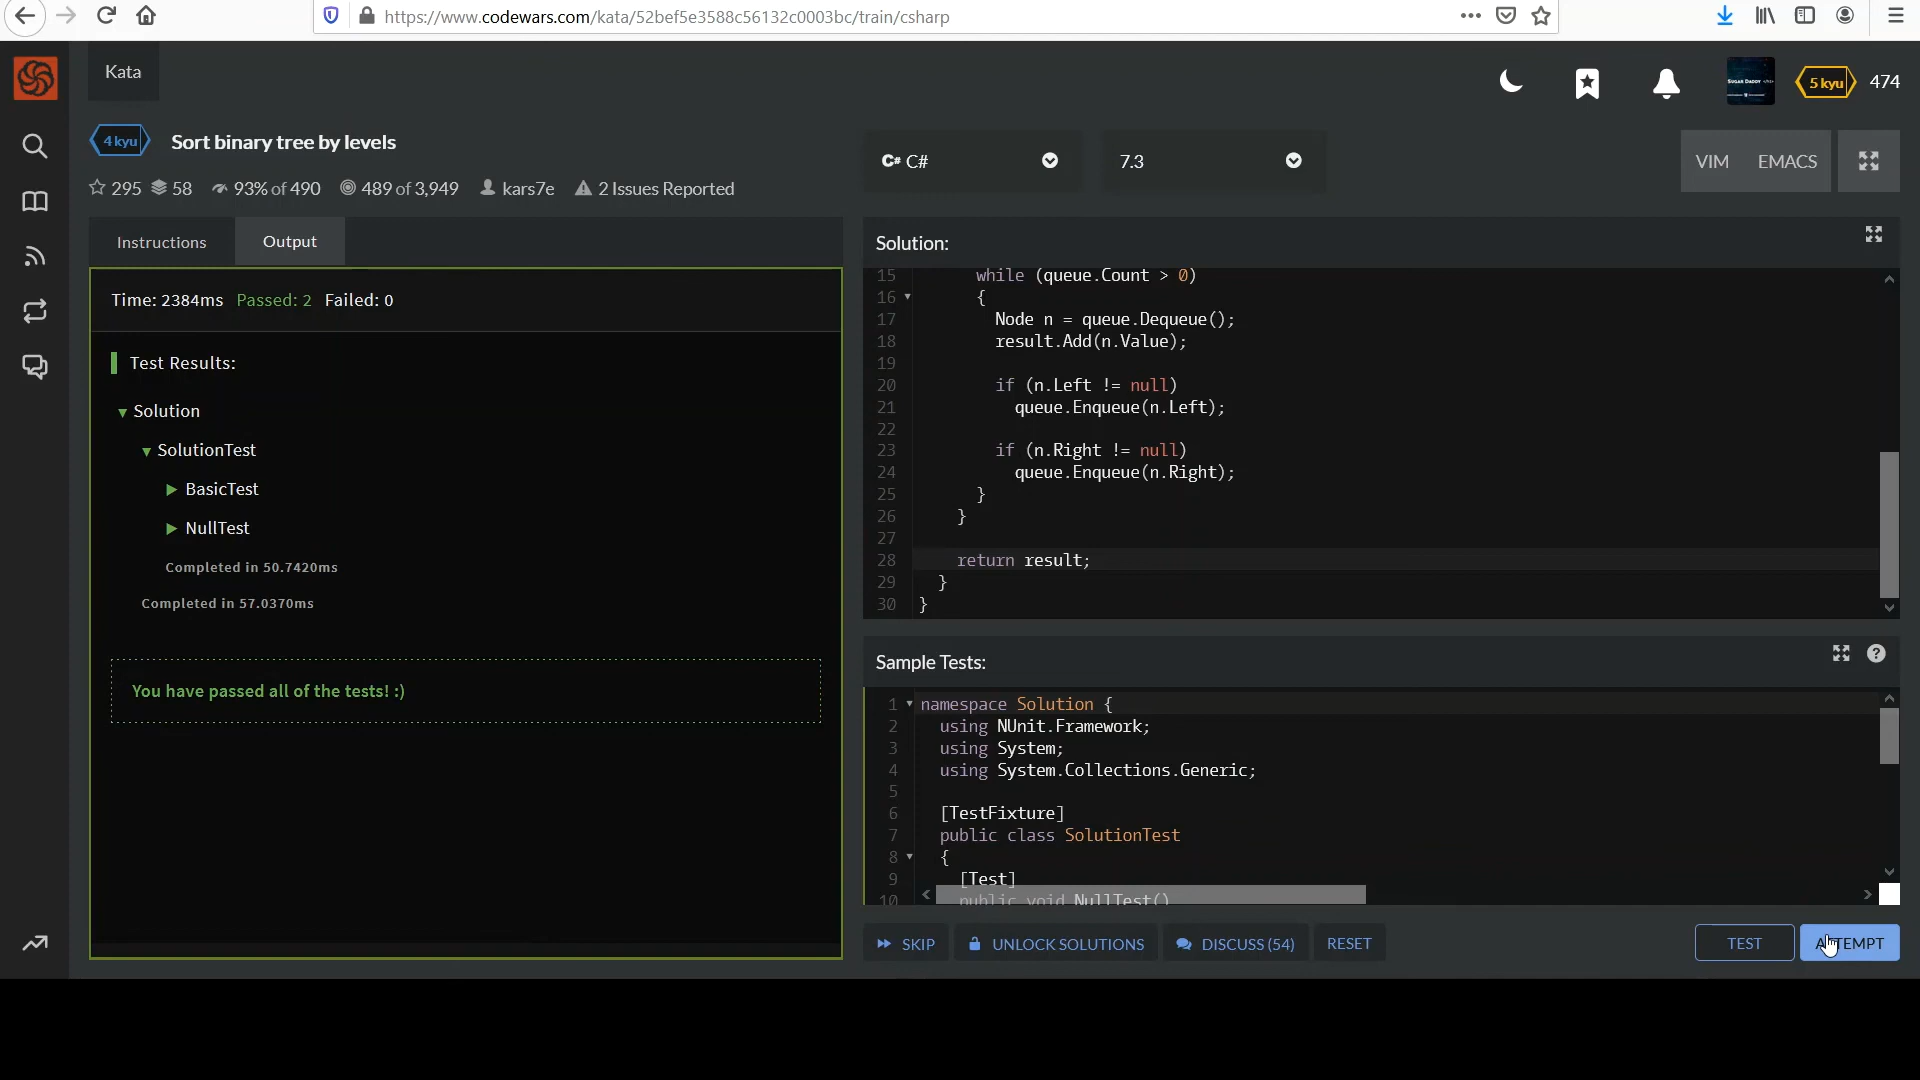 https://www.codewars.com/kata/52bef5e3588c56132c0003bc/train/csharp
Kata
5 kyu 474
4 kyu Sort binary tree by levels
295 58 93% of 490 489 of 3,949 kars7e 2 Issues Reported
C# C#
7.3
VIM EMACS
Instructions Output
Time: 2384ms Passed: 2 Failed: 0
Test Results:
Solution
SolutionTest
BasicTest
NullTest
Completed in 50.7420ms
Completed in 57.0370ms
You have passed all of the tests! :)
Solution:
15 while (queue.Count > 0)
16 {
17 Node n = queue.Dequeue();
18 result.Add(n.Value);
19
20 if (n.Left != null)
21 queue.Enqueue(n.Left);
22
23 if (n.Right != null)
24 queue.Enqueue(n.Right);
25 }
26 }
27
28 return result;
29 }
30 }
Sample Tests:
1 namespace Solution {
2 using NUnit.Framework;
3 using System;
4 using System.Collections.Generic;
5
6 [TestFixture]
7 public class SolutionTest
8 {
9 [Test]
10 public void NullTest()
SKIP UNLOCK SOLUTIONS DISCUSS (54) RESET
TEST ATTEMPT